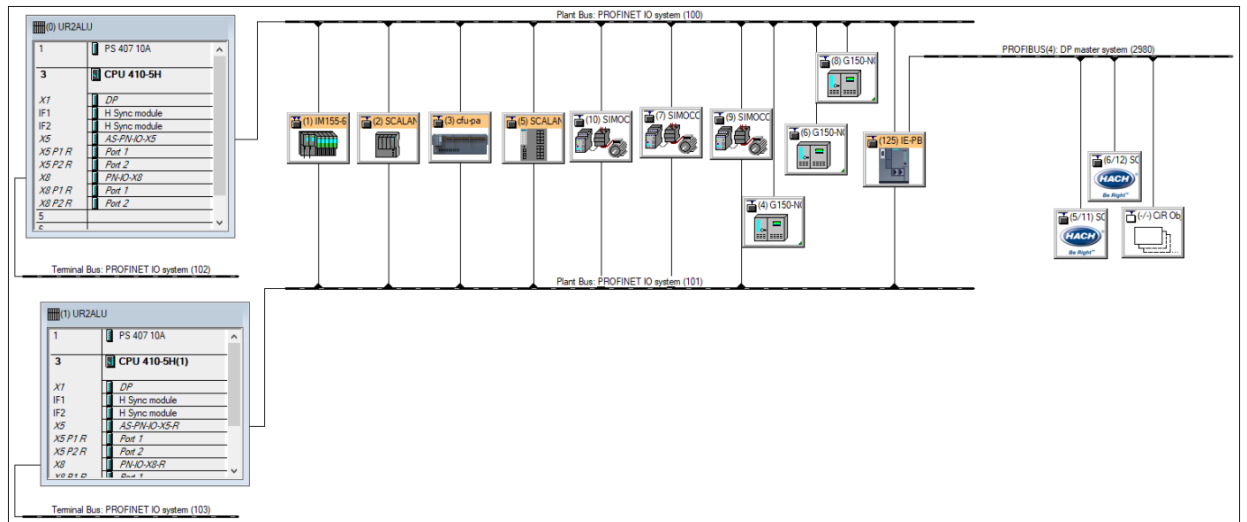 Plant Bus: PROFINET IO system (100)
(0) UR2ALU
1 PS 407 10A
3 CPU 410-5H
X1 DP
IF1 H Sync module
IF2 H Sync module
X5 AS-PN-IO-X5
X5 P1 R Port 1
X5 P2 R Port 2
X8 PN-IO-X8
X8 P1 R Port 1
X8 P2 R Port 2
5
PROFIBUS(4): DP master system (2980)
(8) G150-N
(1) IM155-6
(2) SCALAN
(3) cfu-pa
(5) SCALAN
(10) SIMOC
(7) SIMOCC
(9) SIMOCC
(6) G150-N
(125) IE-PB
(4) G150-N
(6/12) SC
HACH
Be Right
(5/11) SC
HACH
Be Right
(-/-) CiR Obj
Terminal Bus: PROFINET IO system (102)
Plant Bus: PROFINET IO system (101)
(1) UR2ALU
1 PS 407 10A
3 CPU 410-5H(1)
X1 DP
IF1 H Sync module
IF2 H Sync module
X5 AS-PN-IO-X5-R
X5 P1 R Port 1
X5 P2 R Port 2
X8 PN-IO-X8-R
X8 P1 R Port 1
Terminal Bus: PROFINET IO system (103)